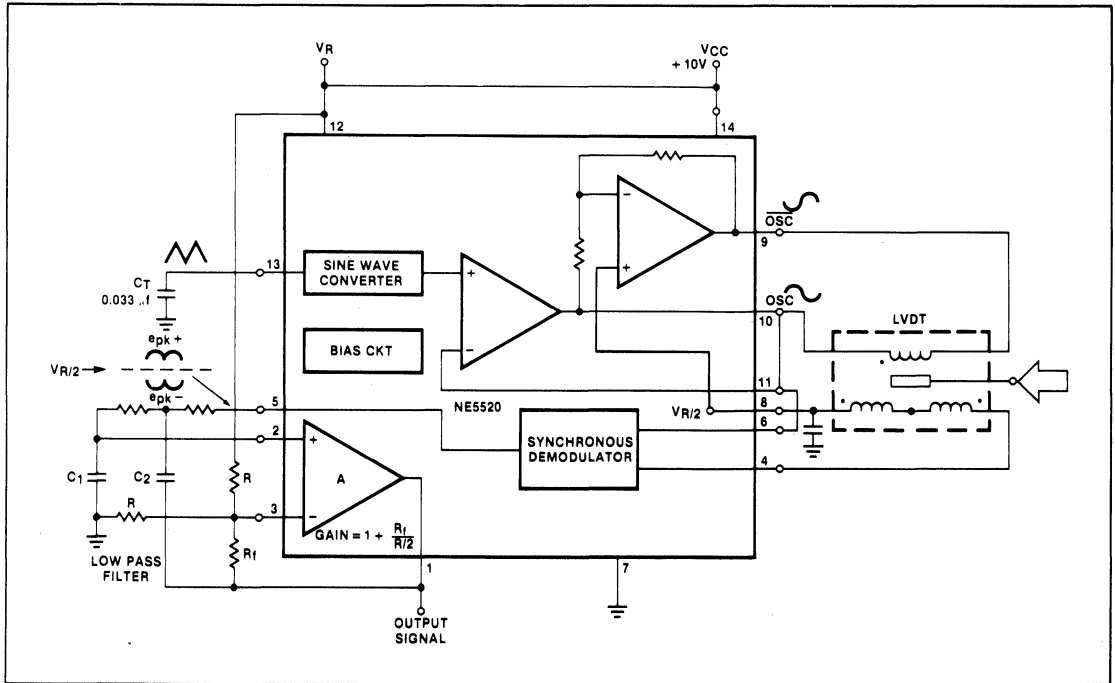 VR
VCC
+ 10V
12
14
OSC
9
13
SINE WAVE
CONVERTER
+
-
-
+
CT
0.033 µf
OSC
10
LVDT
BIAS CKT
epk +
VR/2
epk -
11
NE5520
VR/2
8
6
5
SYNCHRONOUS
DEMODULATOR
4
2
+
A
C1
C2
R
R
3
-
GAIN = 1 + Rf
R/2
LOW PASS
FILTER
Rf
1
7
OUTPUT
SIGNAL